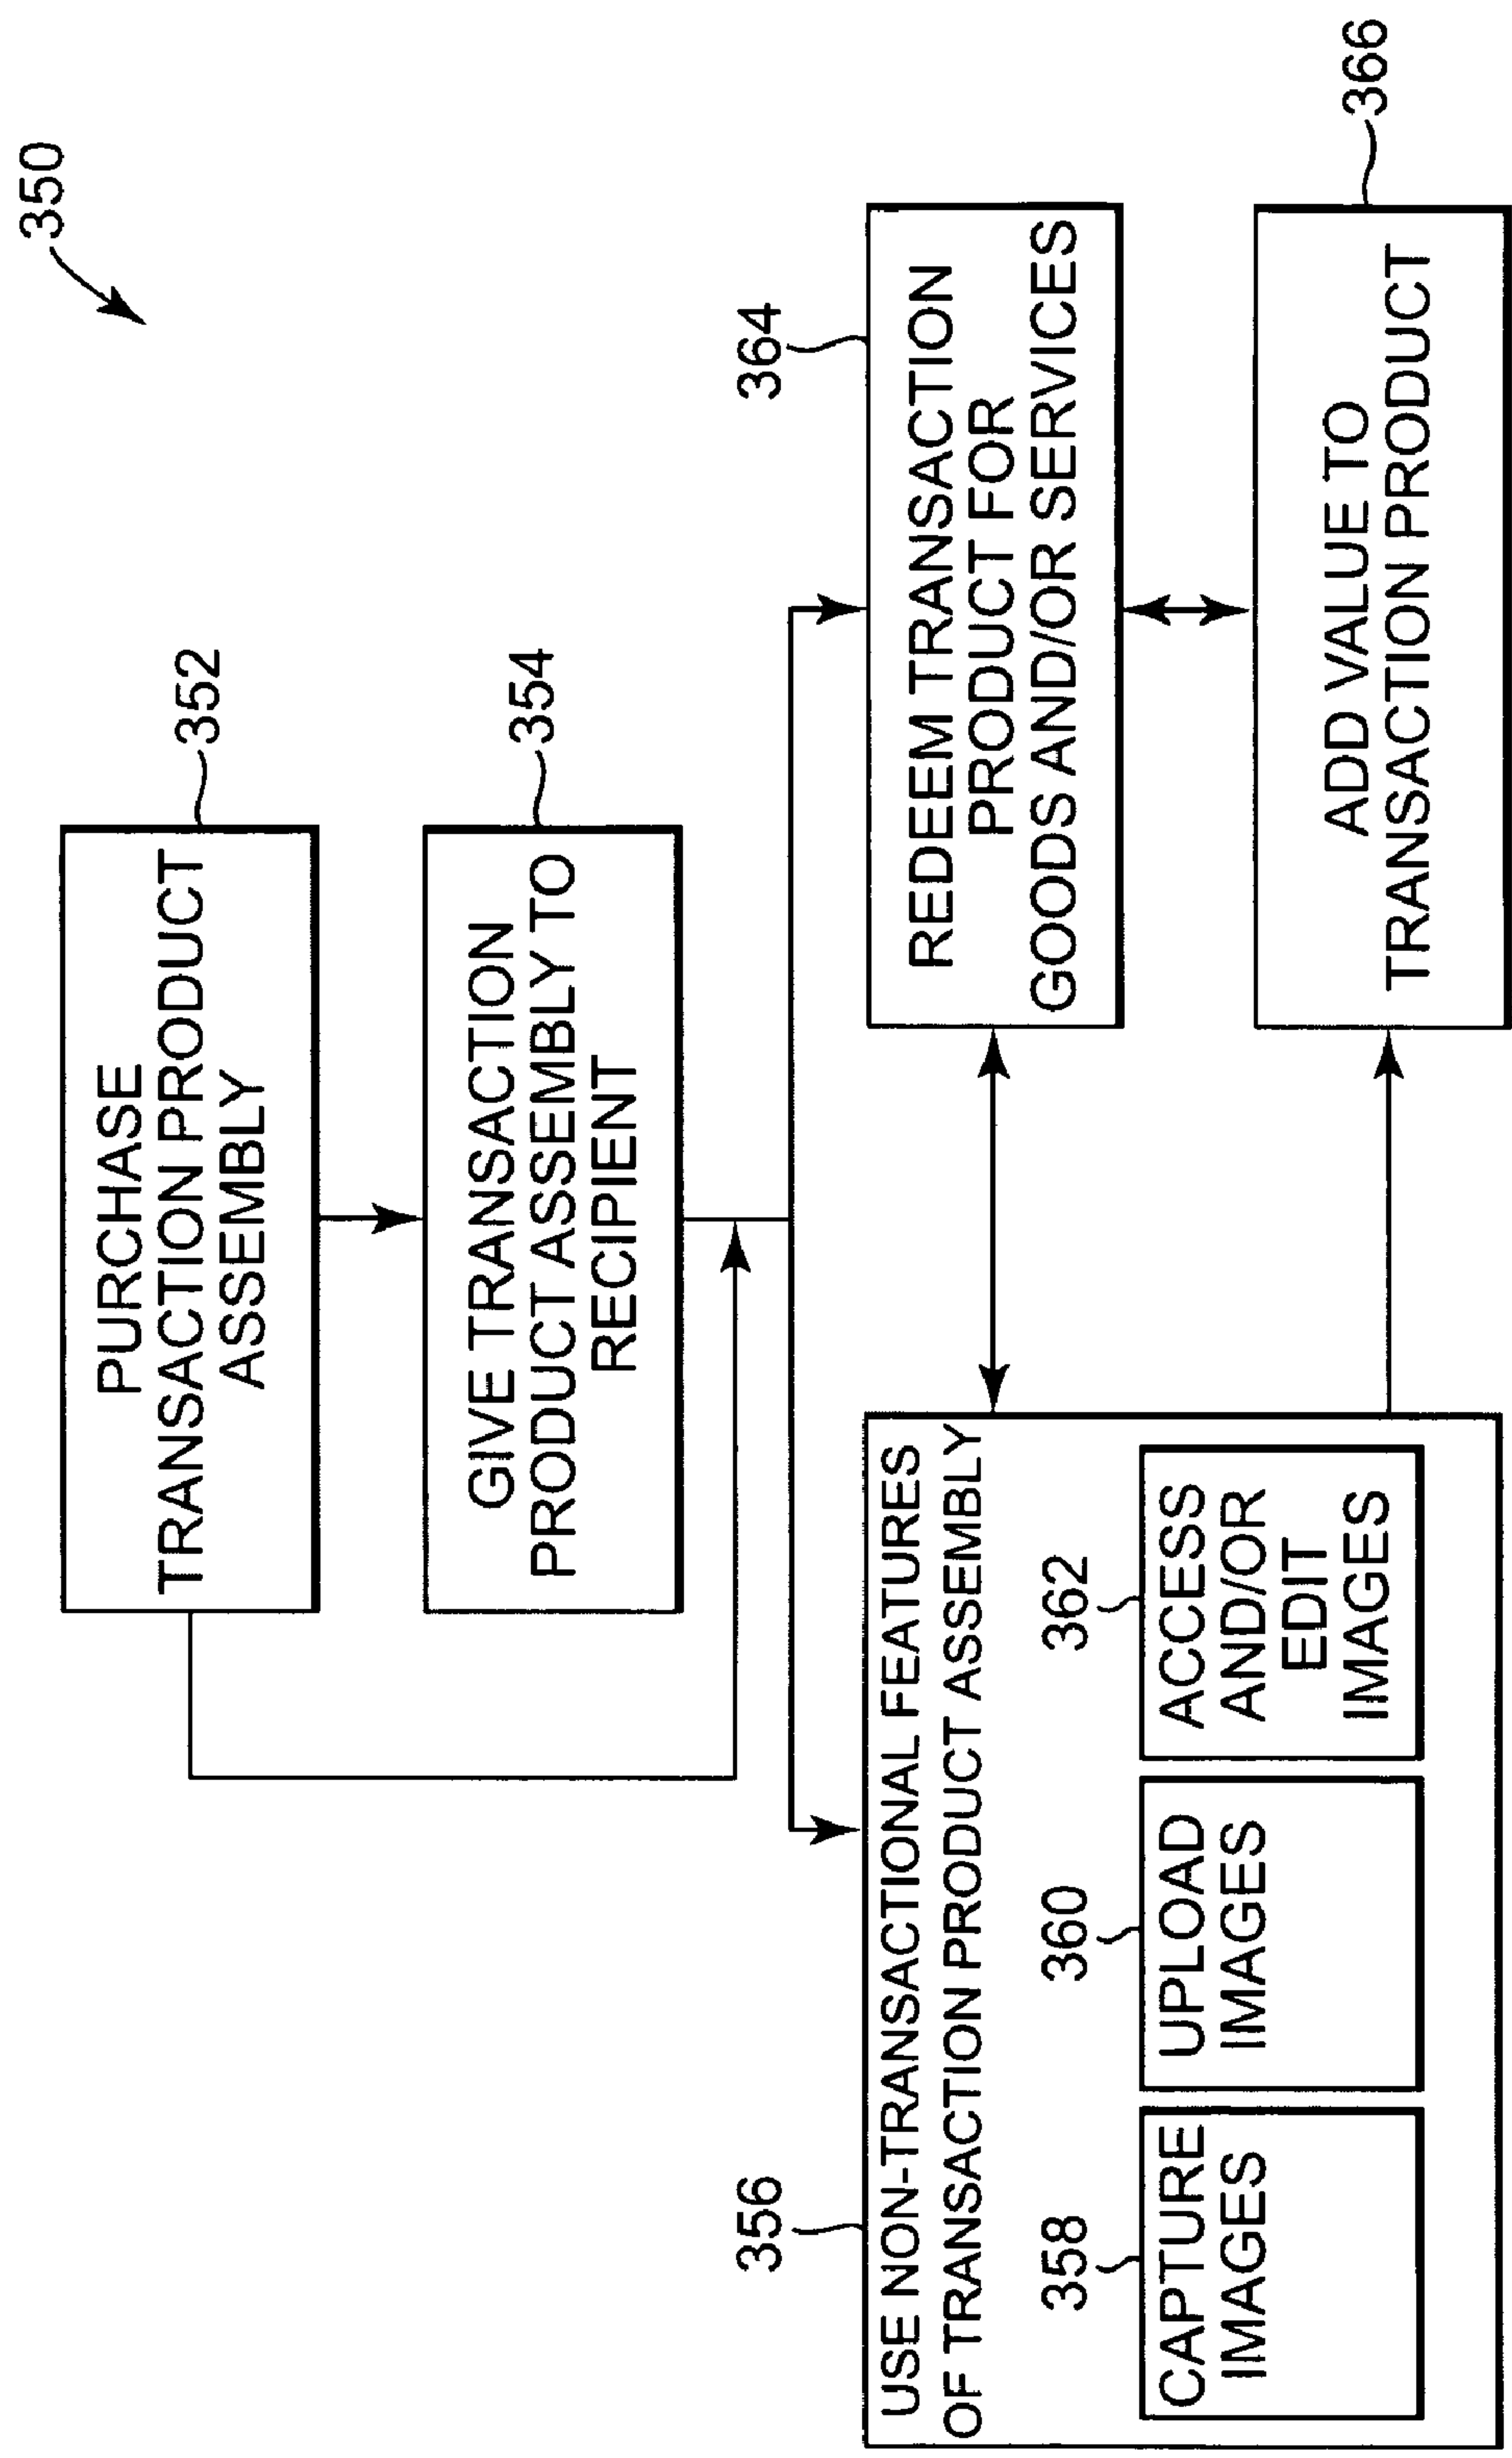 350
PURCHASE
TRANSACTION PRODUCT
ASSEMBLY
352
GIVE TRANSACTION
PRODUCT ASSEMBLY TO
RECIPIENT
354
356
USE NON-TRANSACTIONAL FEATURES
OF TRANSACTION PRODUCT ASSEMBLY
358
CAPTURE
IMAGES
360
UPLOAD
IMAGES
362
ACCESS
AND/OR
EDIT
IMAGES
364
REDEEM TRANSACTION
PRODUCT FOR
GOODS AND/OR SERVICES
ADD VALUE TO
TRANSACTION PRODUCT
366